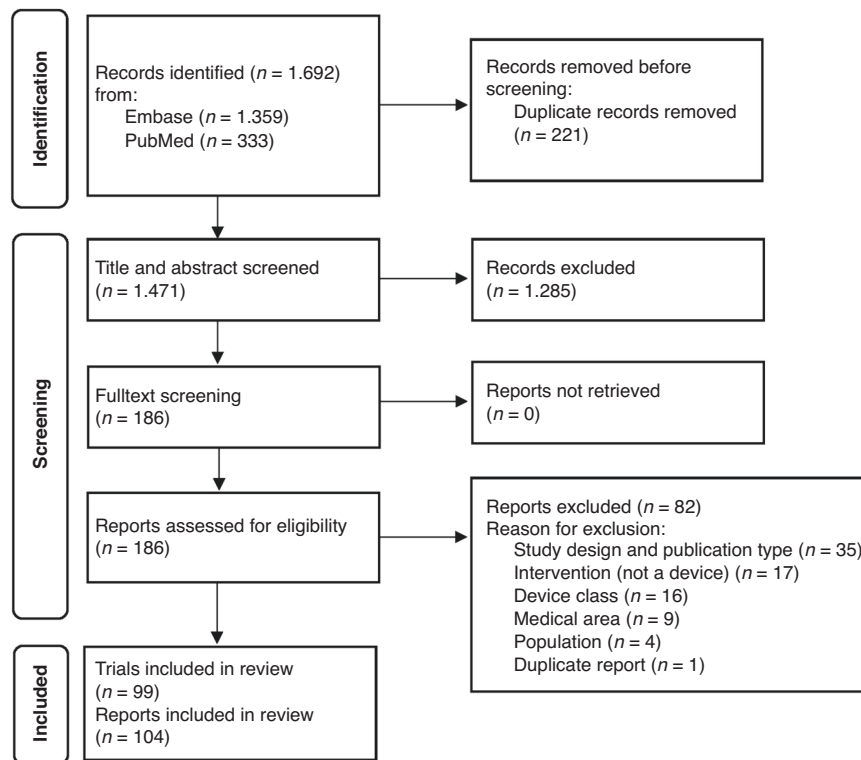 Identification
Records identified (n = 1.692)
from:
Embase (n = 1.359)
PubMed (n = 333)
Records removed before
screening:
Duplicate records removed
(n = 221)
Screening
Title and abstract screened
(n = 1.471)
Records excluded
(n = 1.285)
Fulltext screening
(n = 186)
Reports not retrieved
(n = 0)
Reports assessed for eligibility
(n = 186)
Reports excluded (n = 82)
Reason for exclusion:
Study design and publication type (n = 35)
Intervention (not a device) (n = 17)
Device class (n = 16)
Medical area (n = 9)
Population (n = 4)
Duplicate report (n = 1)
Included
Trials included in review
(n = 99)
Reports included in review
(n = 104)